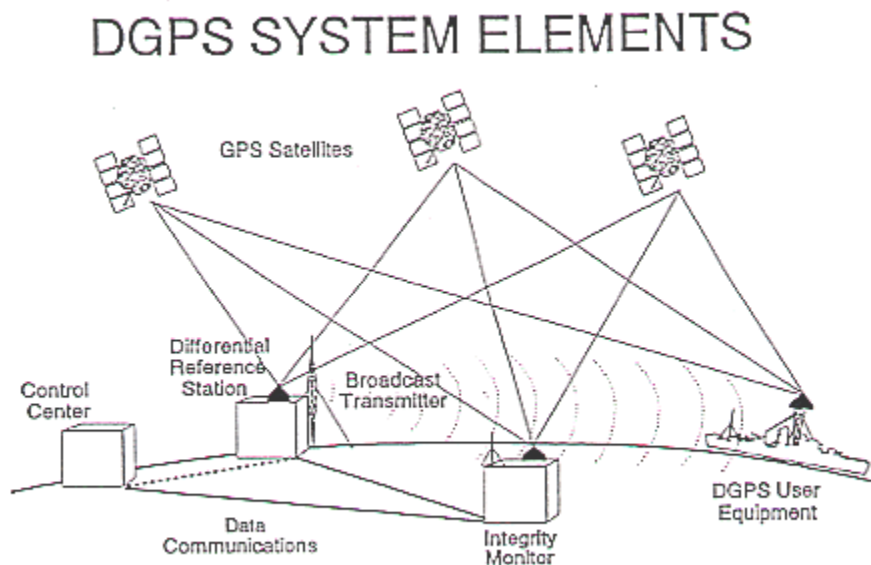 DGPS SYSTEM ELEMENTS
GPS Satellites
Differential
Reference
Station
Broadcast
Transmitter
Control
Center
DGPS User
Equipment
Data
Communications
Integrity
Monitor